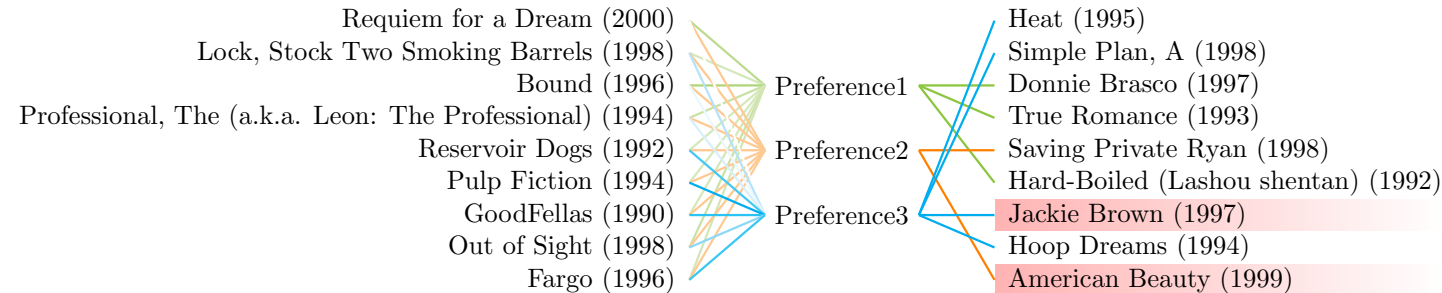 Requiem for a Dream (2000)
Lock, Stock Two Smoking Barrels (1998)
Bound (1996)
Professional, The (a.k.a. Leon: The Professional) (1994)
Reservoir Dogs (1992)
Pulp Fiction (1994)
GoodFellas (1990)
Out of Sight (1998)
Fargo (1996)
Preference1
Preference2
Preference3
Heat (1995)
Simple Plan, A (1998)
Donnie Brasco (1997)
True Romance (1993)
Saving Private Ryan (1998)
Hard-Boiled (Lashou shentan) (1992)
Jackie Brown (1997)
Hoop Dreams (1994)
American Beauty (1999)